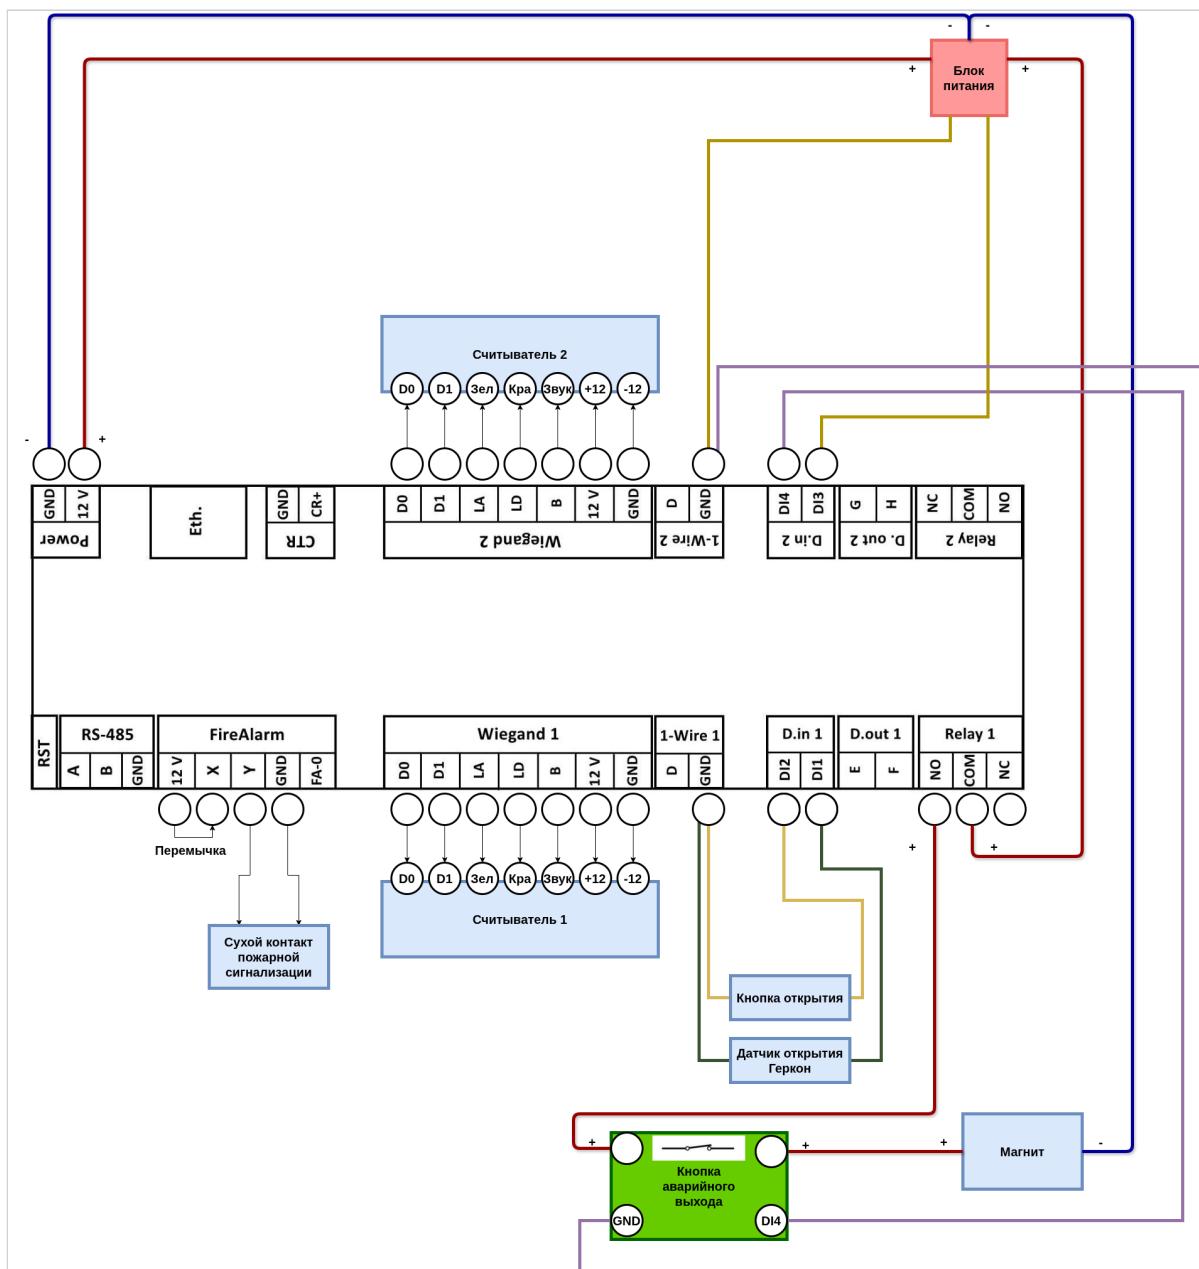 - -
+ Блок +
питания
Считыватель 2
D0 D1 Зел Кра Звук +12 -12
- +
GND 12 V GND CR+ D0 D1 LA LD B 12 V GND D GND DI4 DI3 G H NC COM NO
Power Eth. CTR Wiegand 2 1-Wire 2 D.in 2 D. out 2 Relay 2
RST RS-485 FireAlarm Wiegand 1 1-Wire 1 D.in 1 D.out 1 Relay 1
A B GND 12 V X Y GND FA-0 D0 D1 LA LD B 12 V GND D GND DI2 DI1 E F NO COM NC
Перемычка + +
D0 D1 Зел Кра Звук +12 -12
Считыватель 1
Сухой контакт
пожарной
сигнализации
Кнопка открытия
Датчик открытия
Геркон
+ + + -
Магнит
Кнопка
аварийного
выхода
GND DI4